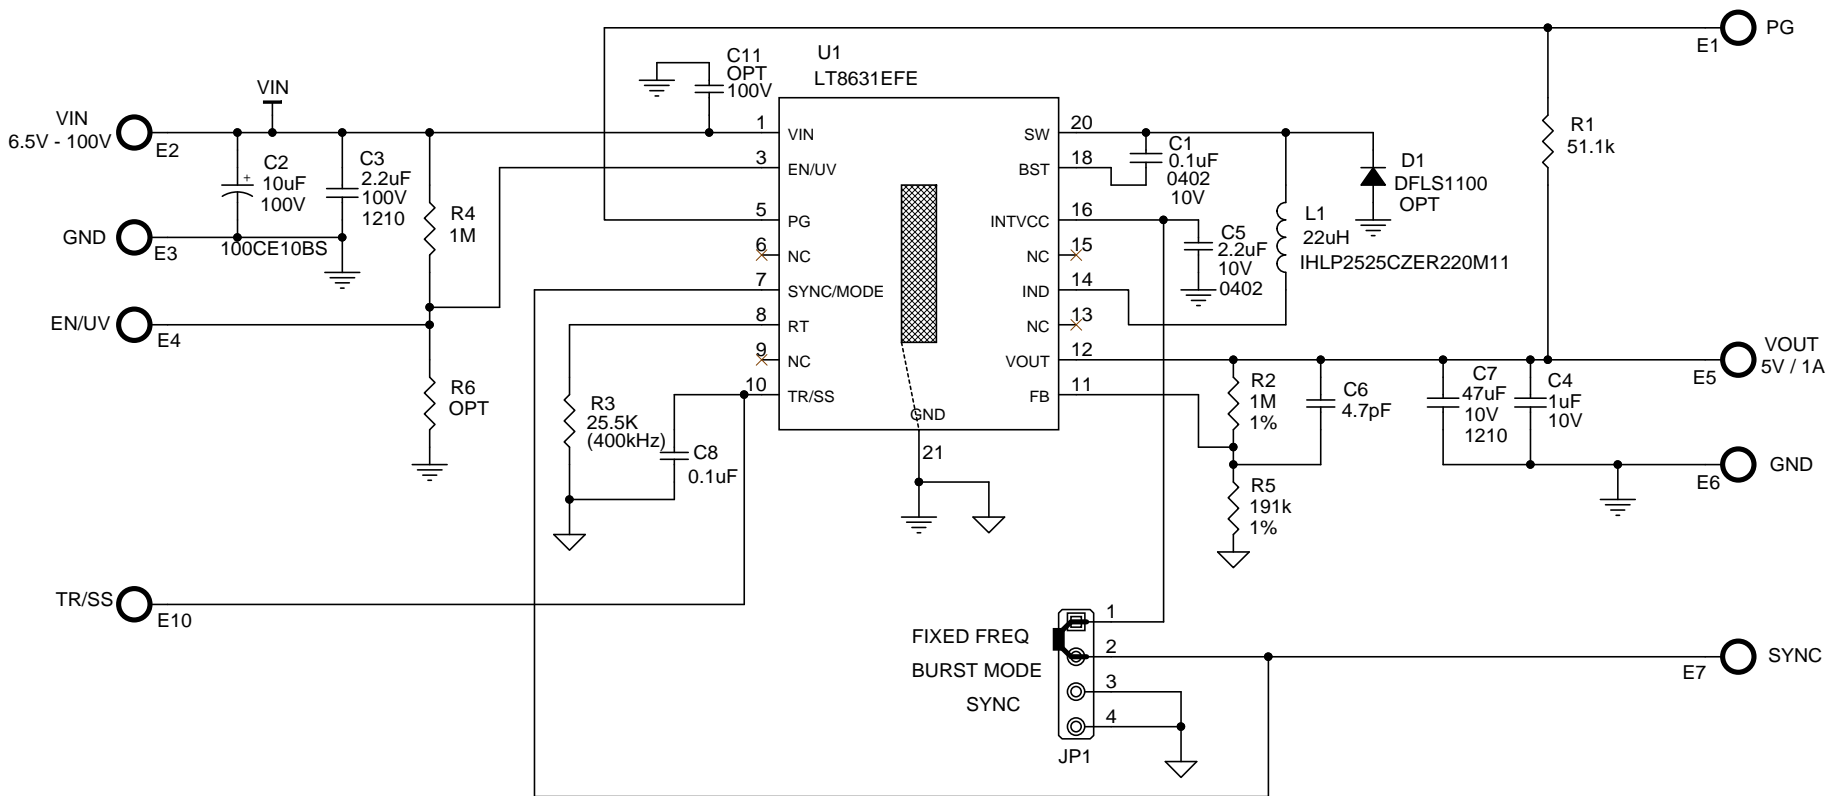 PG
E1
U1
LT8631EFE
C11
OPT
100V
VIN
VIN
6.5V - 100V
E2
C2
10uF
100V
+
100CE10BS
C3
2.2uF
100V
1210
GND
E3
R4
1M
EN/UV
E4
R6
OPT
1
VIN
3
EN/UV
5
PG
6
NC
7
SYNC/MODE
8
RT
9
NC
10
TR/SS
GND
21
20
SW
18
BST
16
INTVCC
15
NC
14
IND
13
NC
12
VOUT
11
FB
C1
0.1uF
0402
10V
D1
DFLS1100
OPT
R1
51.1k
C5
2.2uF
10V
0402
L1
22uH
IHLP2525CZER220M11
VOUT
5V / 1A
E5
R2
1M
1%
C6
4.7pF
C7
47uF
10V
1210
C4
1uF
10V
GND
E6
R3
25.5K
(400kHz)
C8
0.1uF
R5
191k
1%
TR/SS
E10
FIXED FREQ
BURST MODE
SYNC
1
2
3
4
JP1
SYNC
E7